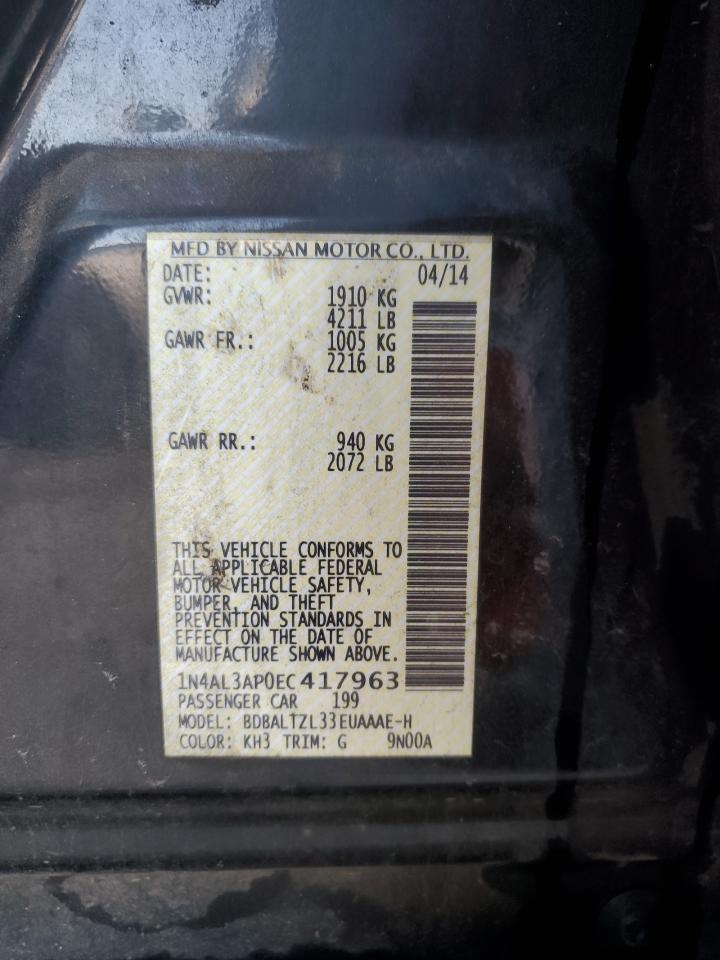 MFD BY NISSAN MOTOR CO., LTD.
DATE: 04/14
GVWR: 1910 KG
4211 LB
GAWR FR.: 1005 KG
2216 LB
GAWR RR.: 940 KG
2072 LB
THIS VEHICLE CONFORMS TO
ALL APPLICABLE FEDERAL
MOTOR VEHICLE SAFETY,
BUMPER, AND THEFT
PREVENTION STANDARDS IN
EFFECT ON THE DATE OF
MANUFACTURE SHOWN ABOVE.
1N4AL3AP0EC417963
PASSENGER CAR 199
MODEL: BDBALTZL33EUAAAE-H
COLOR: KH3 TRIM: G 9N00A